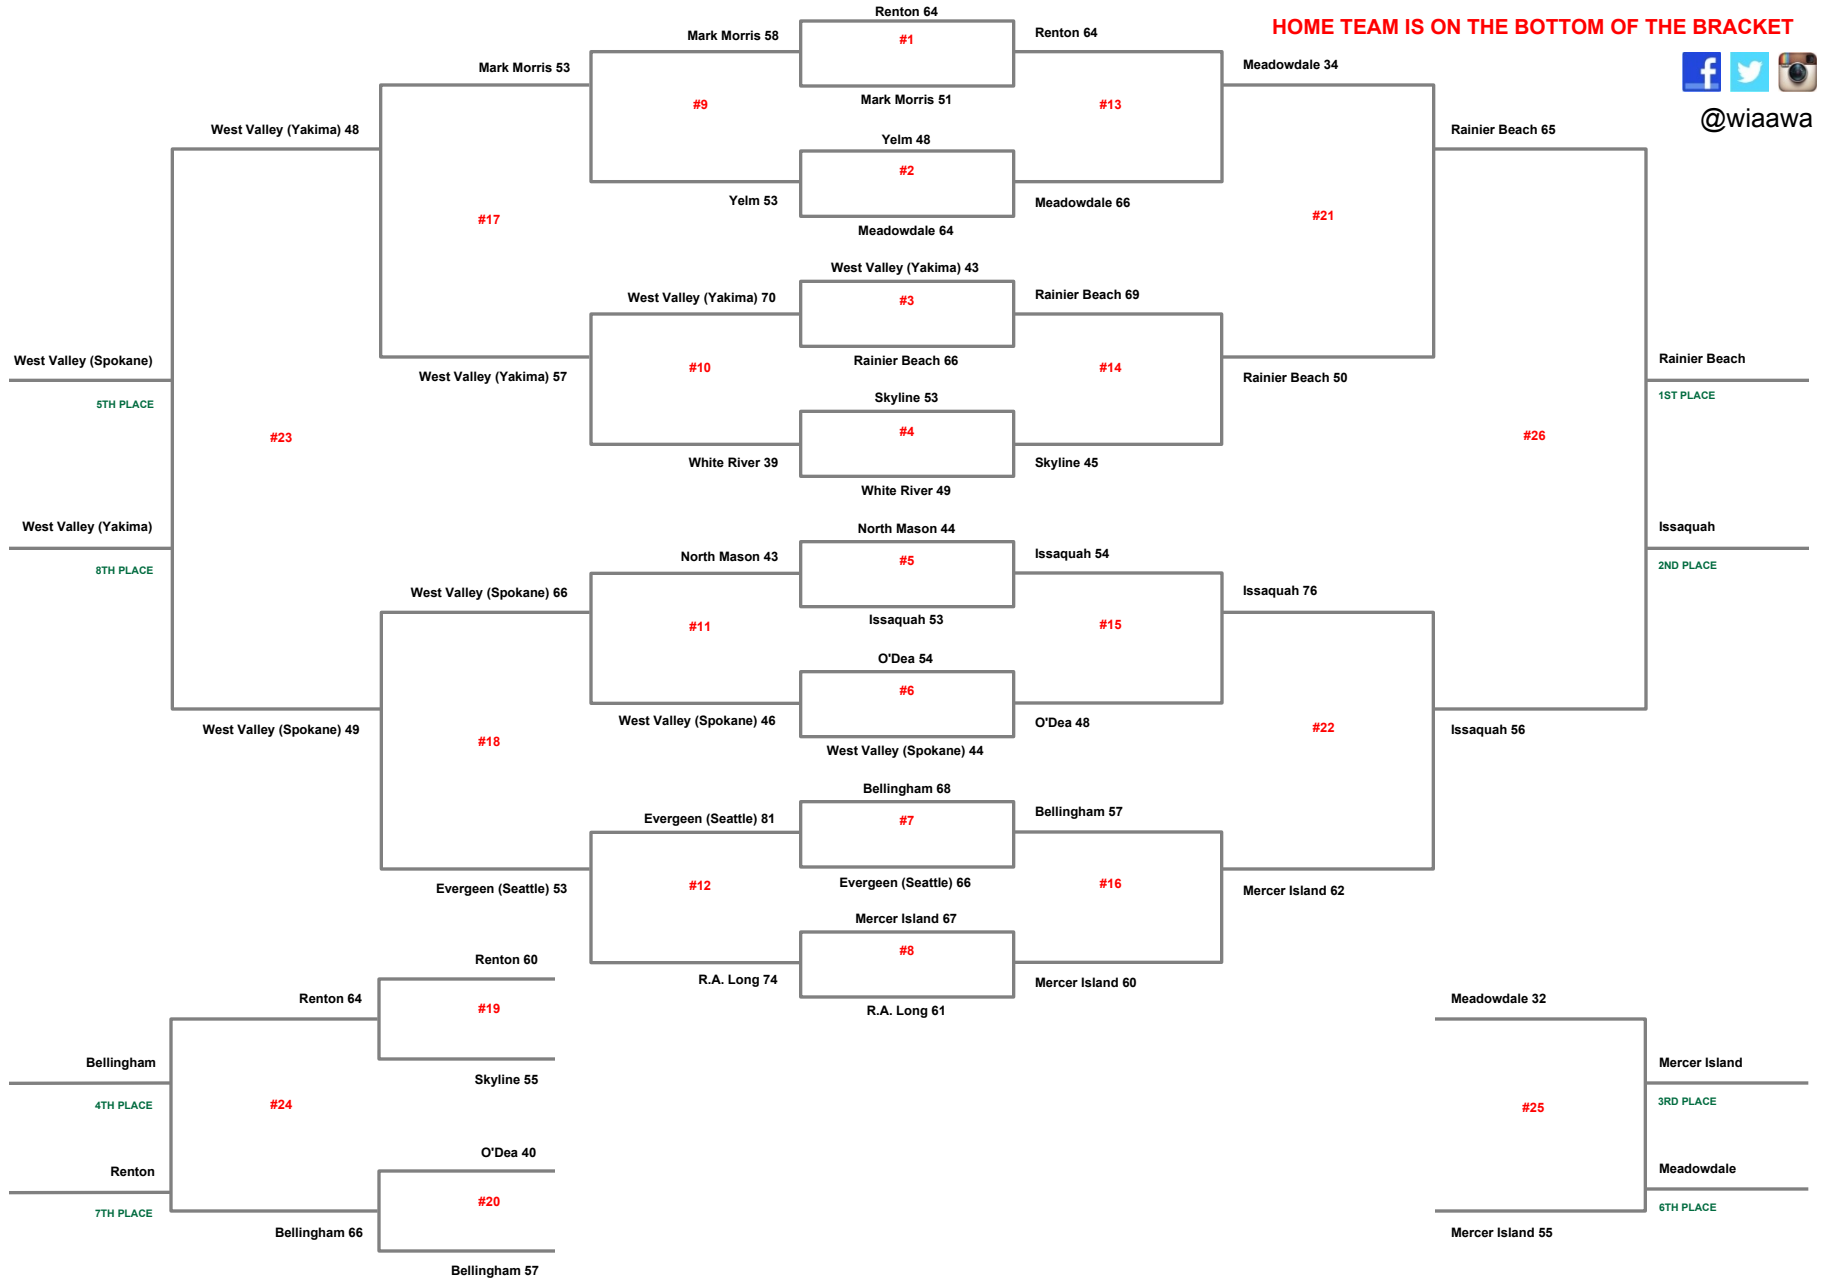 HOME TEAM IS ON THE BOTTOM OF THE BRACKET
@wiaawa
Renton 64
#1
Mark Morris 51
Yelm 48
#2
Meadowdale 64
West Valley (Yakima) 43
#3
Rainier Beach 66
Skyline 53
#4
White River 49
North Mason 44
#5
Issaquah 53
O'Dea 54
#6
West Valley (Spokane) 44
Bellingham 68
#7
Evergeen (Seattle) 66
Mercer Island 67
#8
R.A. Long 61
Mark Morris 58
#9
Yelm 53
West Valley (Yakima) 70
#10
White River 39
North Mason 43
#11
West Valley (Spokane) 46
Evergeen (Seattle) 81
#12
R.A. Long 74
Renton 64
#13
Meadowdale 66
Rainier Beach 69
#14
Skyline 45
Issaquah 54
#15
O'Dea 48
Bellingham 57
#16
Mercer Island 60
Mark Morris 53
#17
West Valley (Yakima) 57
West Valley (Spokane) 66
#18
Evergeen (Seattle) 53
Renton 60
#19
Skyline 55
O'Dea 40
#20
Bellingham 57
Meadowdale 34
#21
Rainier Beach 50
Issaquah 76
#22
Mercer Island 62
West Valley (Yakima) 48
#23
West Valley (Spokane) 49
West Valley (Spokane)
5TH PLACE
West Valley (Yakima)
8TH PLACE
Renton 64
#24
Bellingham 66
Bellingham
4TH PLACE
Renton
7TH PLACE
Meadowdale 32
#25
Mercer Island 55
Mercer Island
3RD PLACE
Meadowdale
6TH PLACE
Rainier Beach 65
#26
Issaquah 56
Rainier Beach
1ST PLACE
Issaquah
2ND PLACE